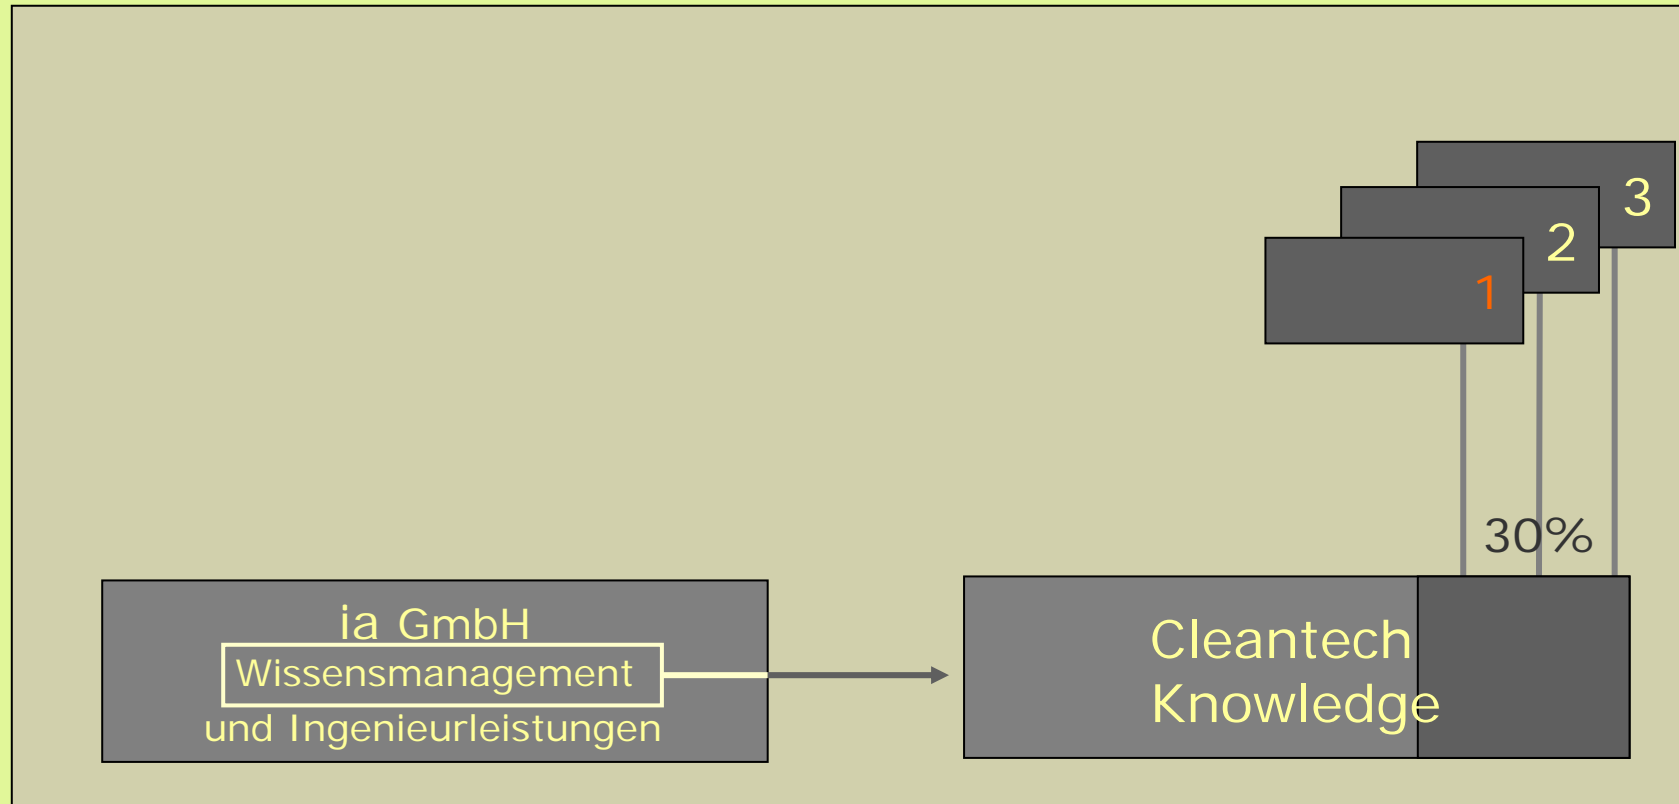 3
2
1
30%
ia GmbH
Wissensmanagement
und Ingenieurleistungen
Cleantech
Knowledge